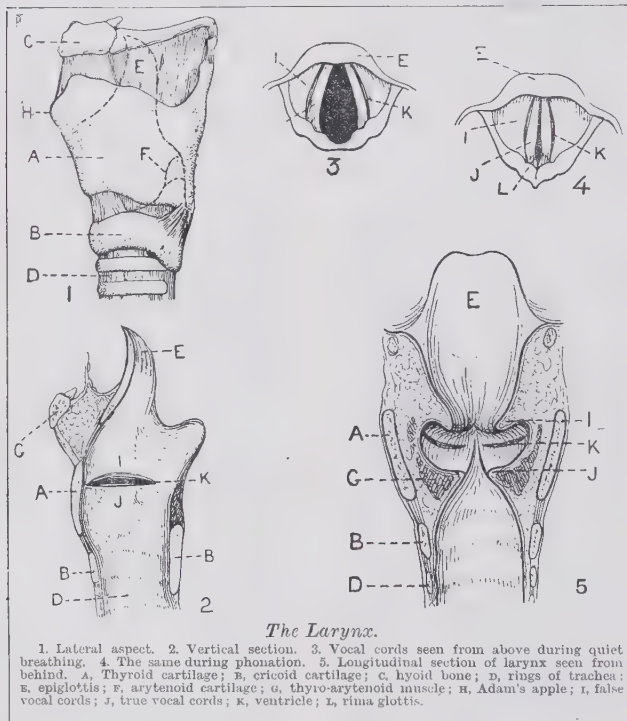 C
E
H
A
F
B
D
1
I
E
K
3
E
I
K
J
L
4
E
C
I
A
K
J
B
B
D
2
E
A
I
K
G
J
B
D
5
The Larynx.
1. Lateral aspect. 2. Vertical section. 3. Vocal cords seen from above during quiet
breathing. 4. The same during phonation. 5. Longitudinal section of larynx seen from
behind. A, Thyroid cartilage; B, cricoid cartilage; C, hyoid bone; D, rings of trachea:
E, epiglottis; F, arytenoid cartilage; G, thyro-arytenoid muscle; H, Adam's apple; I, false
vocal cords; J, true vocal cords; K, ventricle; L, rima glottis.